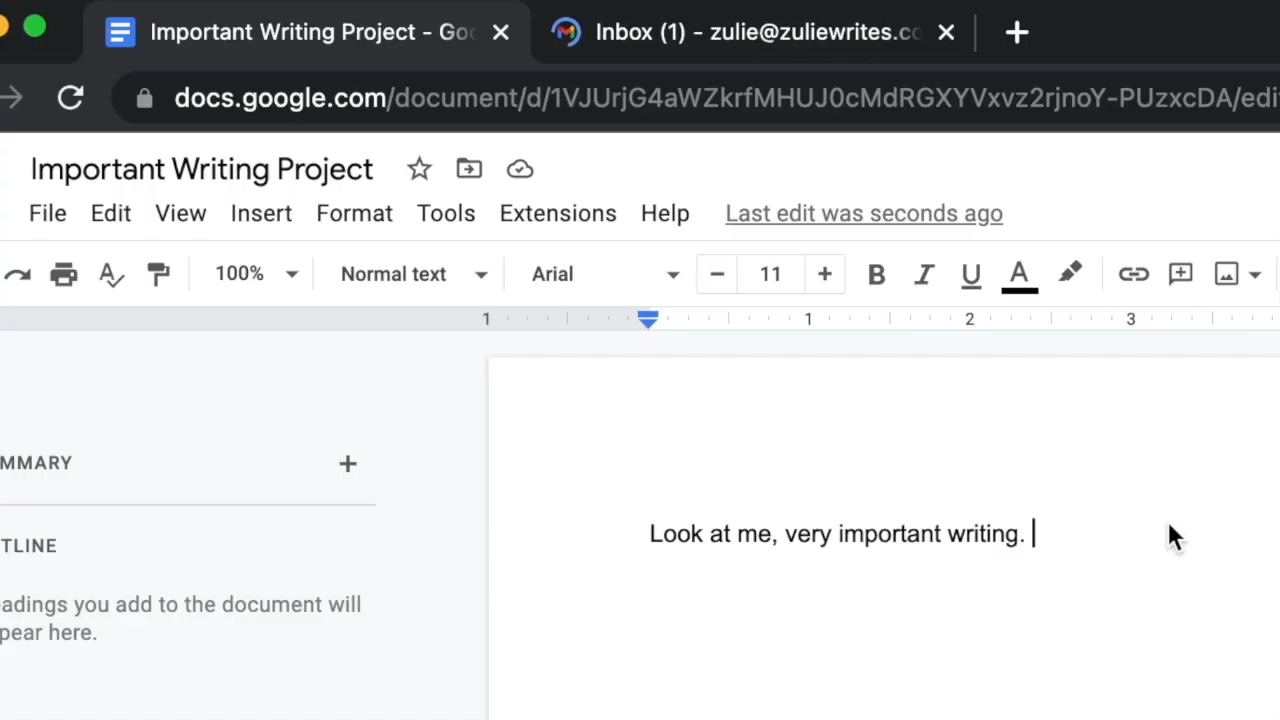 Important Writing Project - Goo
Inbox (1) - zulie@zuliewrites.co
docs.google.com/document/d/1VJUrjG4aWZkrfMHUJ0cMdRGXYVxvz2rjnoY-PUzxcDA/edi
Important Writing Project
File Edit View Insert Format Tools Extensions Help Last edit was seconds ago
100% Normal text Arial − 11 + B I U A
1 1 2 3
MMARY +
TLINE
adings you add to the document will
pear here.
Look at me, very important writing.